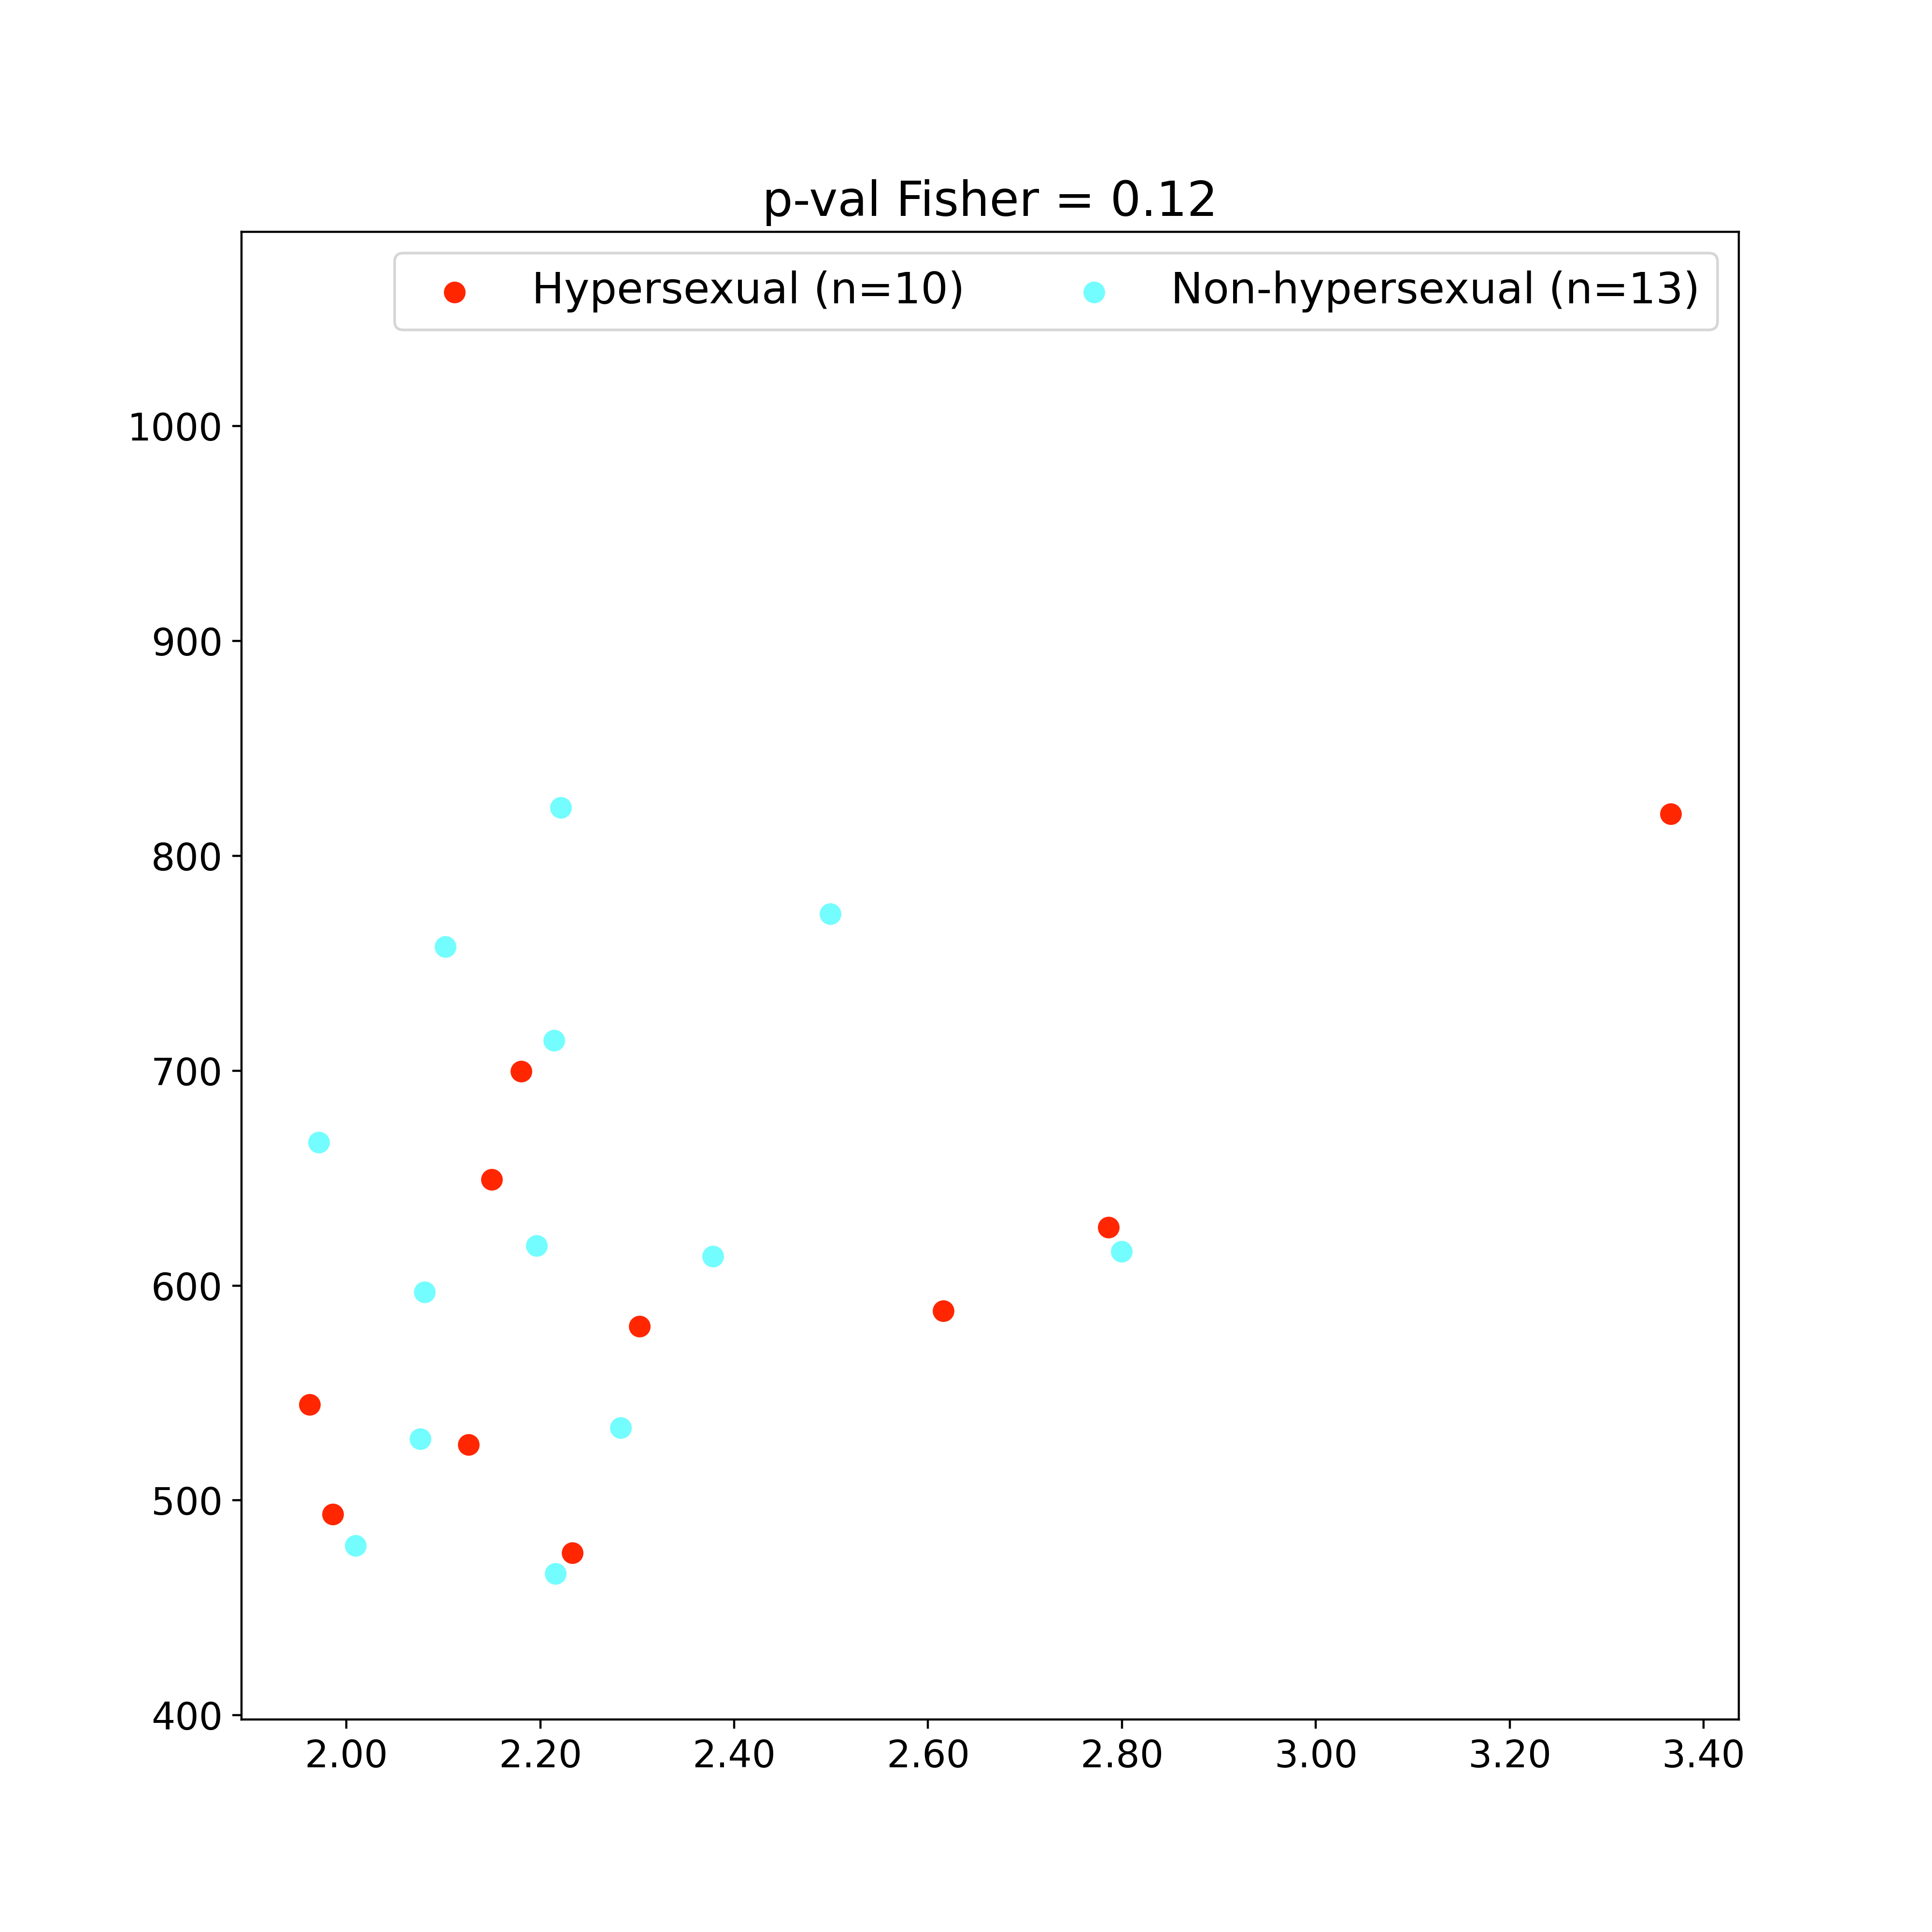 p-val Fisher = 0.12
Hypersexual (n=10) Non-hypersexual (n=13)
1000
900
800
700
600
500
400
2.00 2.20 2.40 2.60 2.80 3.00 3.20 3.40